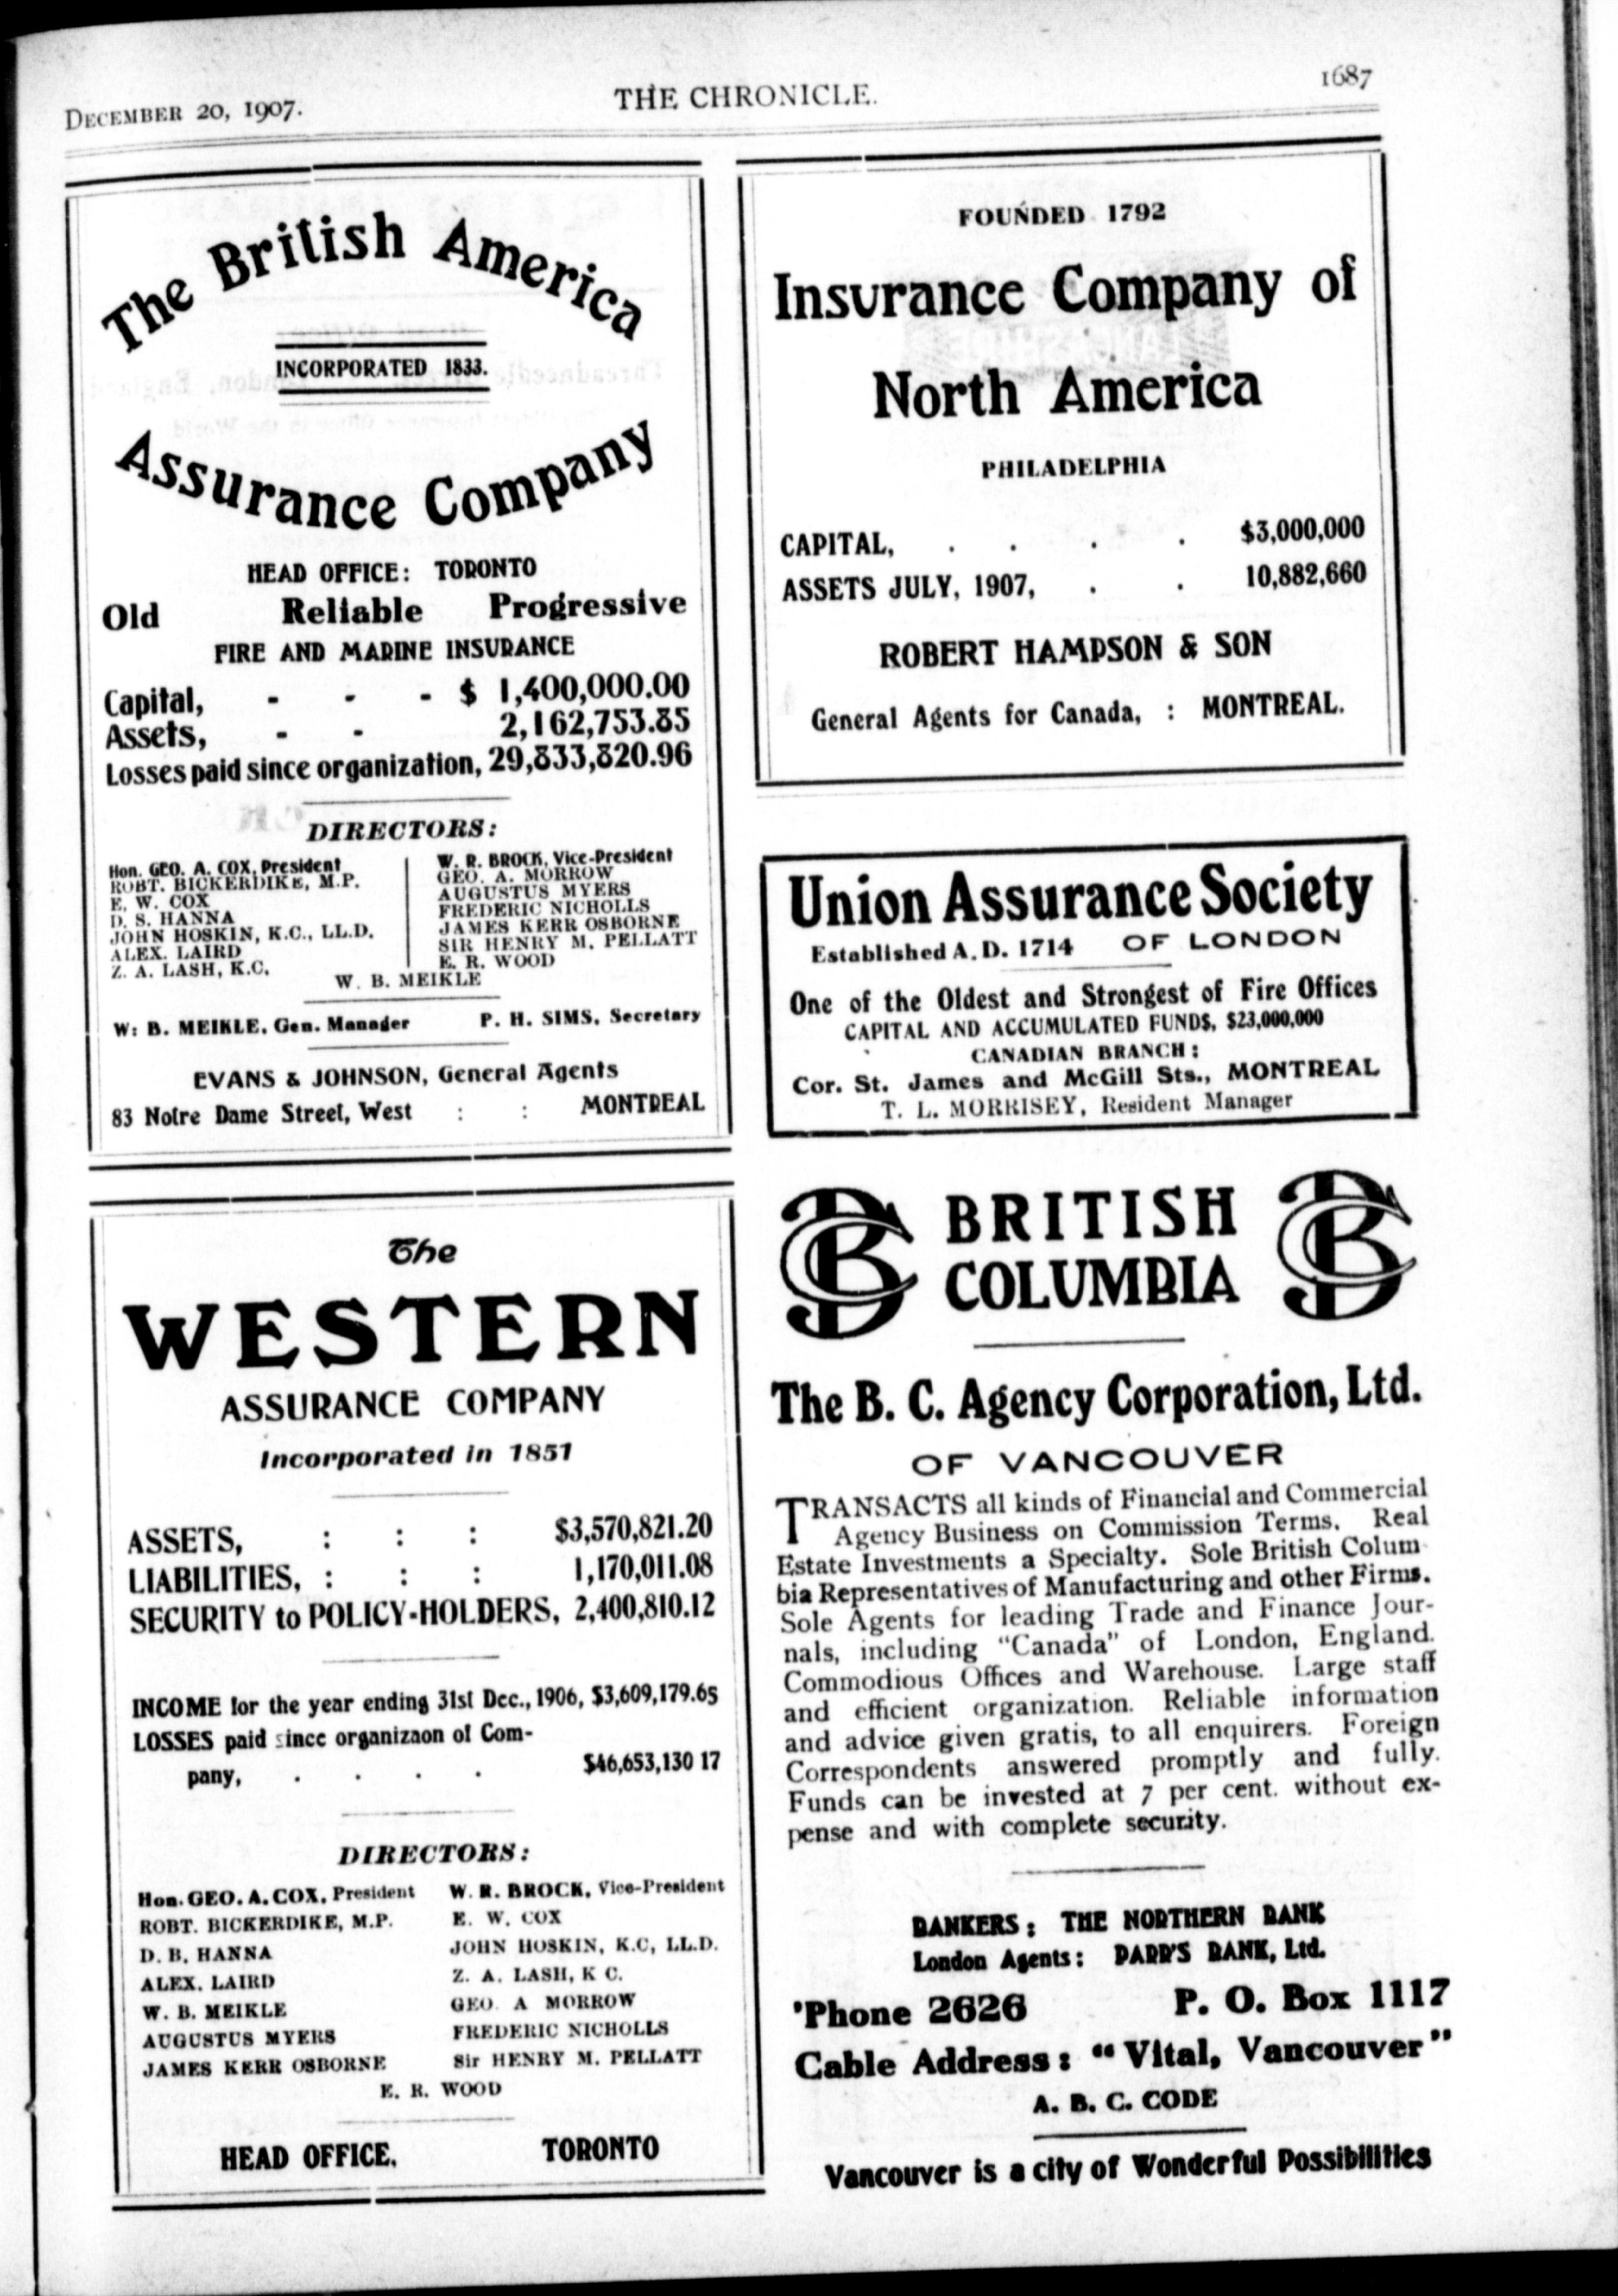 DECEMBER 20, 1907.
THE CHRONICLE.
1687
The British America
INCORPORATED 1833.
Assurance Company
HEAD OFFICE: TORONTO
Old Reliable Progressive
FIRE AND MARINE INSURANCE
Capital, - - - $ 1,400,000.00
Assets, - - 2,162,753.85
Losses paid since organization, 29,833,820.96
DIRECTORS:
Hon. GEO. A. COX, President
ROBT. BICKERDIKE, M.P.
E. W. COX
D. S. HANNA
JOHN HOSKIN, K.C., LL.D.
ALEX. LAIRD
Z. A. LASH, K.C.
W. R. BROCK, Vice-President
GEO. A. MORROW
AUGUSTUS MYERS
FREDERIC NICHOLLS
JAMES KERR OSBORNE
SIR HENRY M. PELLATT
E. R. WOOD
W. B. MEIKLE
W: B. MEIKLE, Gen. Manager P. H. SIMS, Secretary
EVANS & JOHNSON, General Agents
83 Notre Dame Street, West : : MONTREAL
The
WESTERN
ASSURANCE COMPANY
Incorporated in 1851
ASSETS, : : : $3,570,821.20
LIABILITIES, : : : 1,170,011.08
SECURITY to POLICY-HOLDERS, 2,400,810.12
INCOME for the year ending 31st Dec., 1906, $3,609,179.65
LOSSES paid since organizaon of Com-
pany, . . . . $46,653,130 17
DIRECTORS:
Hon. GEO. A. COX, President W. R. BROCK, Vice-President
ROBT. BICKERDIKE, M.P. E. W. COX
D. B. HANNA JOHN HOSKIN, K.C, LL.D.
ALEX. LAIRD Z. A. LASH, K C.
W. B. MEIKLE GEO. A MORROW
AUGUSTUS MYERS FREDERIC NICHOLLS
JAMES KERR OSBORNE Sir HENRY M. PELLATT
E. R. WOOD
HEAD OFFICE, TORONTO
FOUNDED 1792
Insurance Company of
North America
PHILADELPHIA
CAPITAL, . . . . $3,000,000
ASSETS JULY, 1907, . . 10,882,660
ROBERT HAMPSON & SON
General Agents for Canada, : MONTREAL.
Union Assurance Society
Established A. D. 1714 OF LONDON
One of the Oldest and Strongest of Fire Offices
CAPITAL AND ACCUMULATED FUNDS, $23,000,000
CANADIAN BRANCH:
Cor. St. James and McGill Sts., MONTREAL
T. L. MORRISEY, Resident Manager
BC BRITISH BC
COLUMBIA
The B. C. Agency Corporation, Ltd.
OF VANCOUVER
TRANSACTS all kinds of Financial and Commercial
Agency Business on Commission Terms. Real
Estate Investments a Specialty. Sole British Colum-
bia Representatives of Manufacturing and other Firms.
Sole Agents for leading Trade and Finance Jour-
nals, including "Canada" of London, England.
Commodious Offices and Warehouse. Large staff
and efficient organization. Reliable information
and advice given gratis, to all enquirers. Foreign
Correspondents answered promptly and fully.
Funds can be invested at 7 per cent. without ex-
pense and with complete security.
BANKERS: THE NORTHERN BANK
London Agents: PARR'S BANK, Ltd.
'Phone 2626 P. O. Box 1117
Cable Address: "Vital, Vancouver"
A. B. C. CODE
Vancouver is a city of Wonderful Possibilities